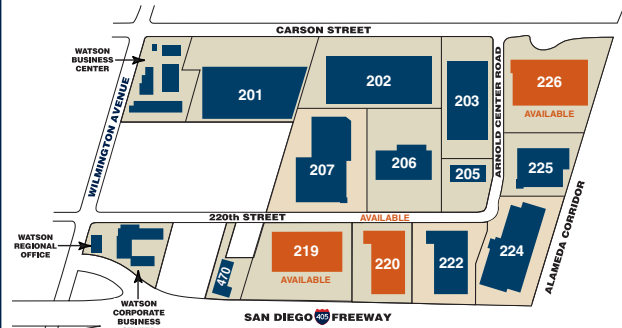 CARSON STREET
WATSON
BUSINESS
CENTER
WILMINGTON AVENUE
201
202
203
ARNOLD CENTER ROAD
226
AVAILABLE
207
206
205
225
ALAMEDA CORRIDOR
220th STREET
AVAILABLE
WATSON
REGIONAL
OFFICE
470
219
AVAILABLE
220
222
224
WATSON
CORPORATE
BUSINESS
SAN DIEGO 405 FREEWAY